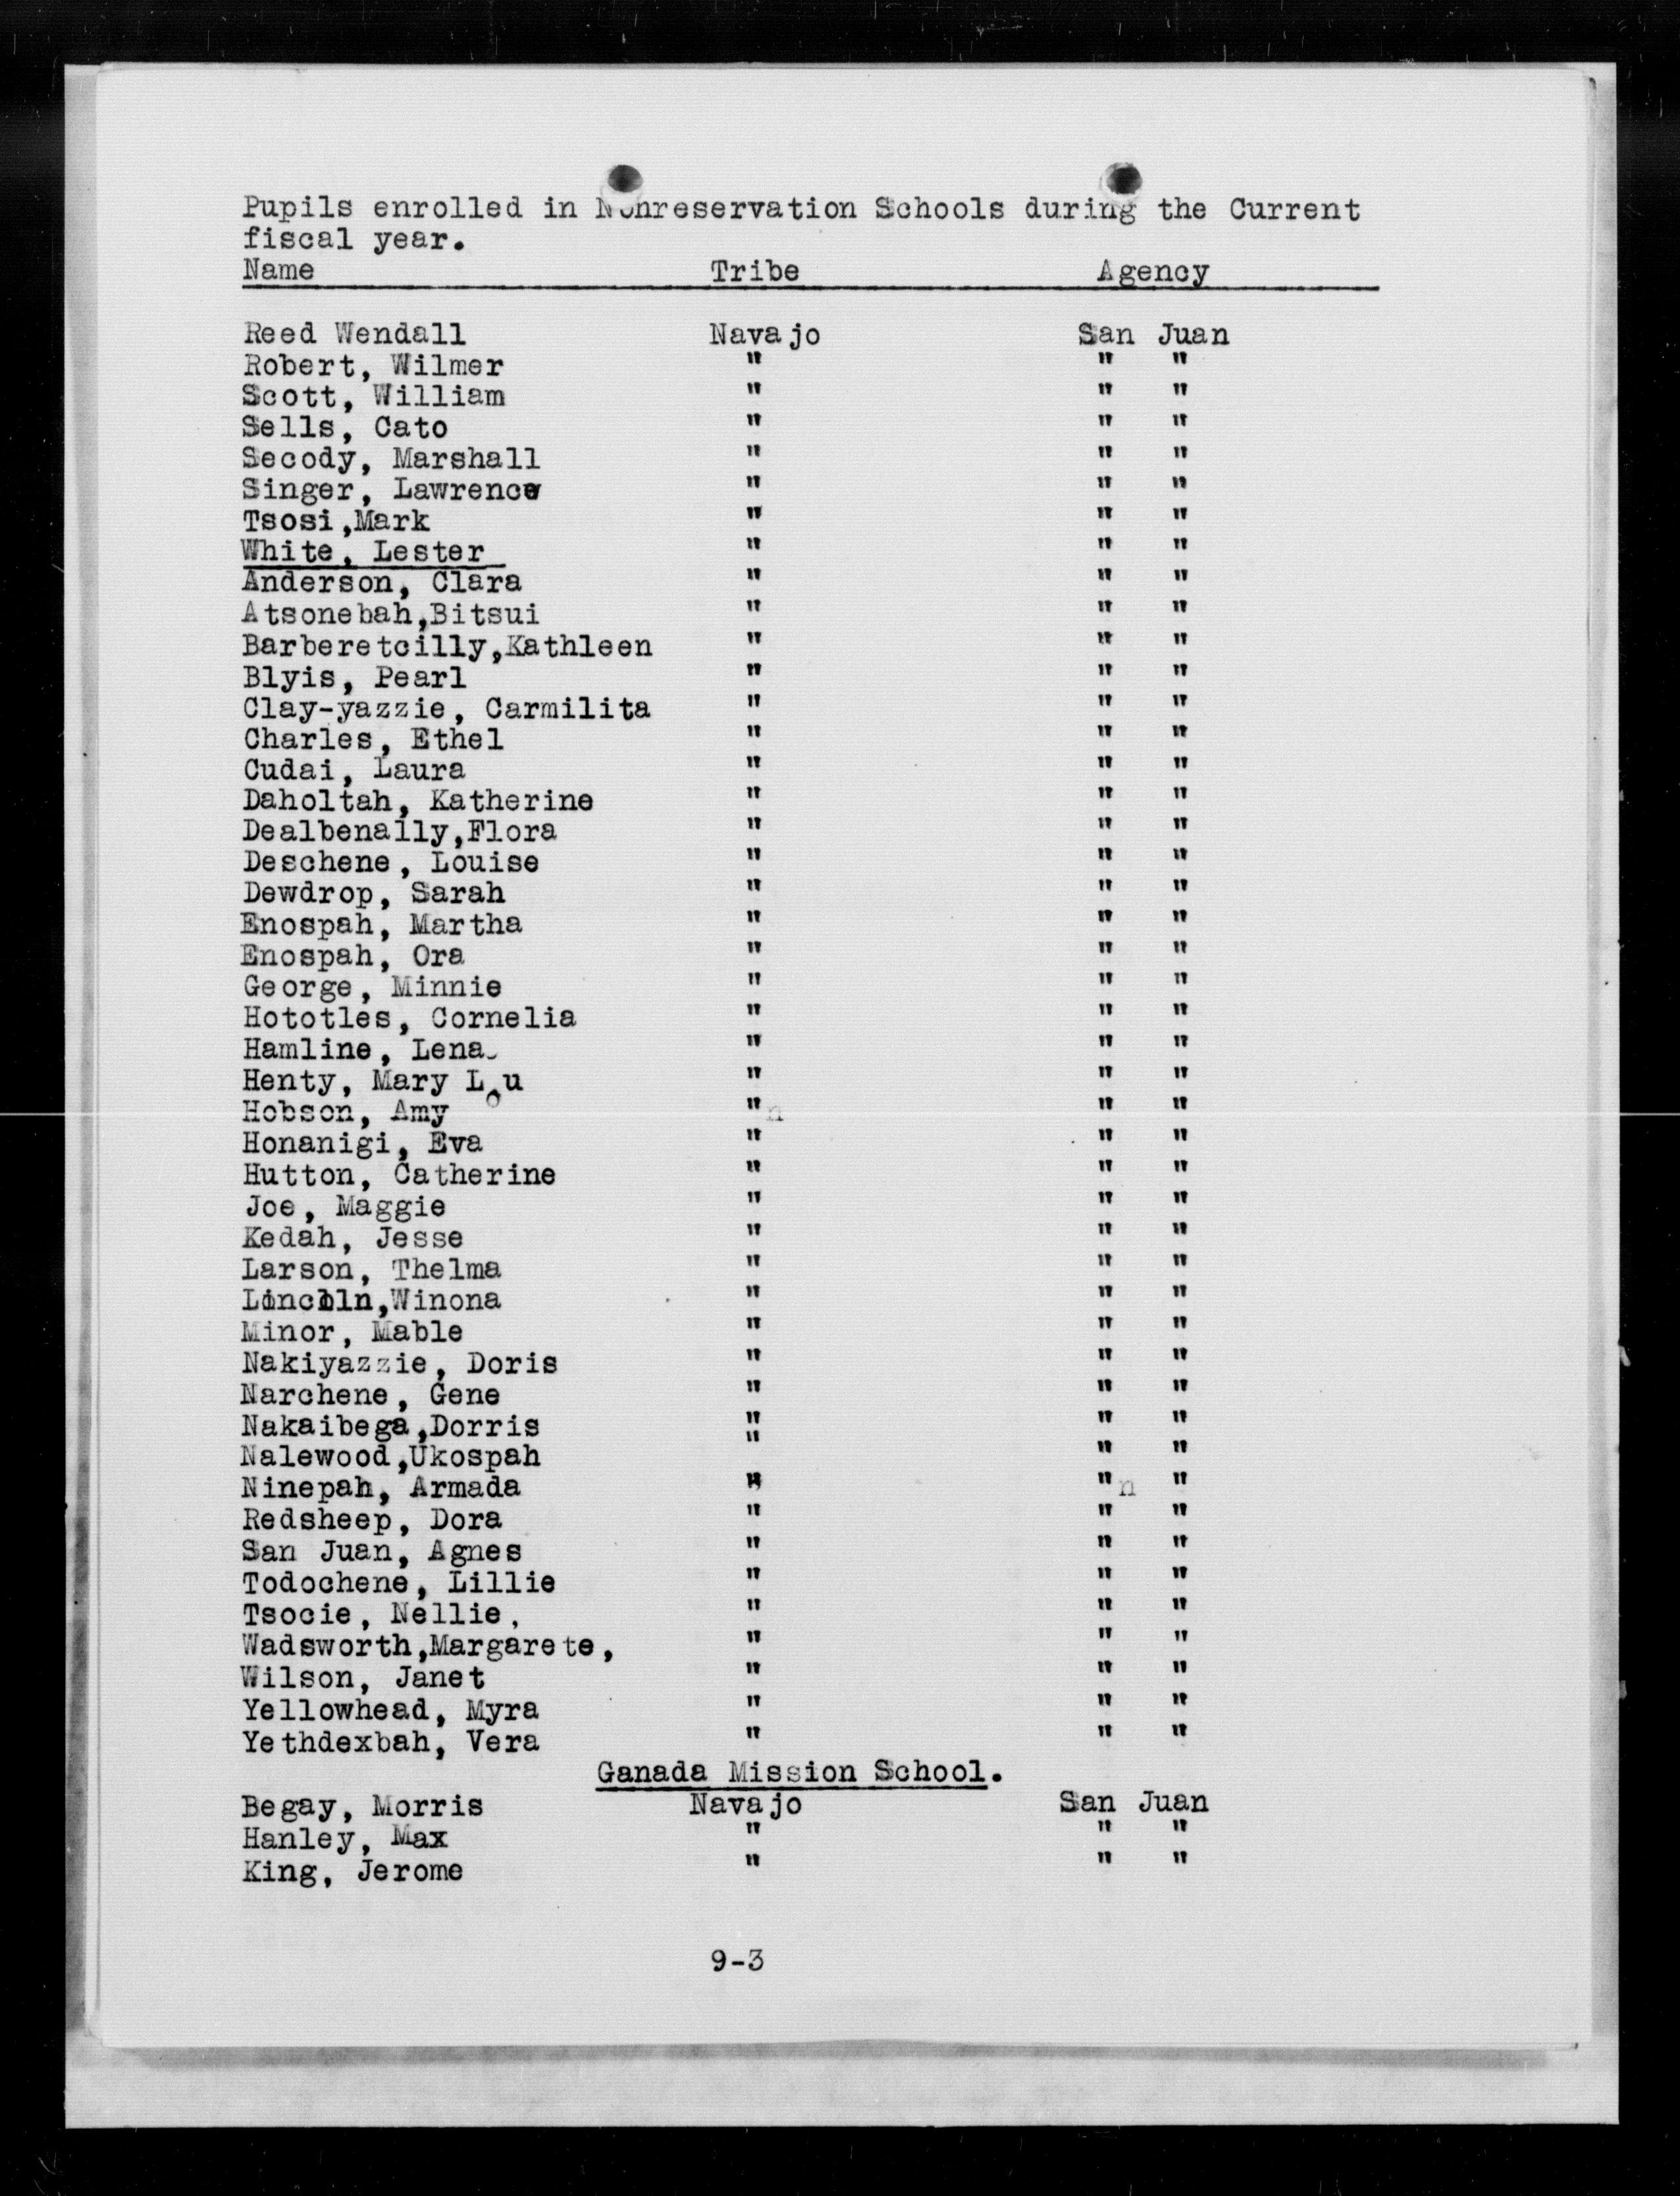 Pupils enrolled in Nonreservation Schools during the Current
fiscal year.
Name Tribe Agency
Reed Wendall Navajo San Juan
Robert, Wilmer " " "
Scott, William " " "
Sells, Cato " " "
Secody, Marshall " " "
Singer, Lawrence " " "
Tsosi,Mark " " "
White, Lester " " "
Anderson, Clara " " "
Atsonebah,Bitsui " " "
Barberetcilly,Kathleen " " "
Blyis, Pearl " " "
Clay-yazzie, Carmilita " " "
Charles, Ethel " " "
Cudai, Laura " " "
Daholtah, Katherine " " "
Dealbenally,Flora " " "
Deschene, Louise " " "
Dewdrop, Sarah " " "
Enospah, Martha " " "
Enospah, Ora " " "
George, Minnie " " "
Hototles, Cornelia " " "
Hamline, Lena " " "
Henty, Mary Lou " " "
Hobson, Amy " n " "
Honanigi, Eva " " "
Hutton, Catherine " " "
Joe, Maggie " " "
Kedah, Jesse " " "
Larson, Thelma " " "
Lincoln,Winona " " "
Minor, Mable " " "
Nakiyazzie, Doris " " "
Narchene, Gene " " "
Nakaibega,Dorris " " "
Nalewood,Ukospah " " "
Ninepah, Armada " " n "
Redsheep, Dora " " "
San Juan, Agnes " " "
Todochene, Lillie " " "
Tsocie, Nellie, " " "
Wadsworth,Margarete, " " "
Wilson, Janet " " "
Yellowhead, Myra " " "
Yethdexbah, Vera " " "
Ganada Mission School.
Begay, Morris Navajo San Juan
Hanley, Max " " "
King, Jerome " " "
9-3